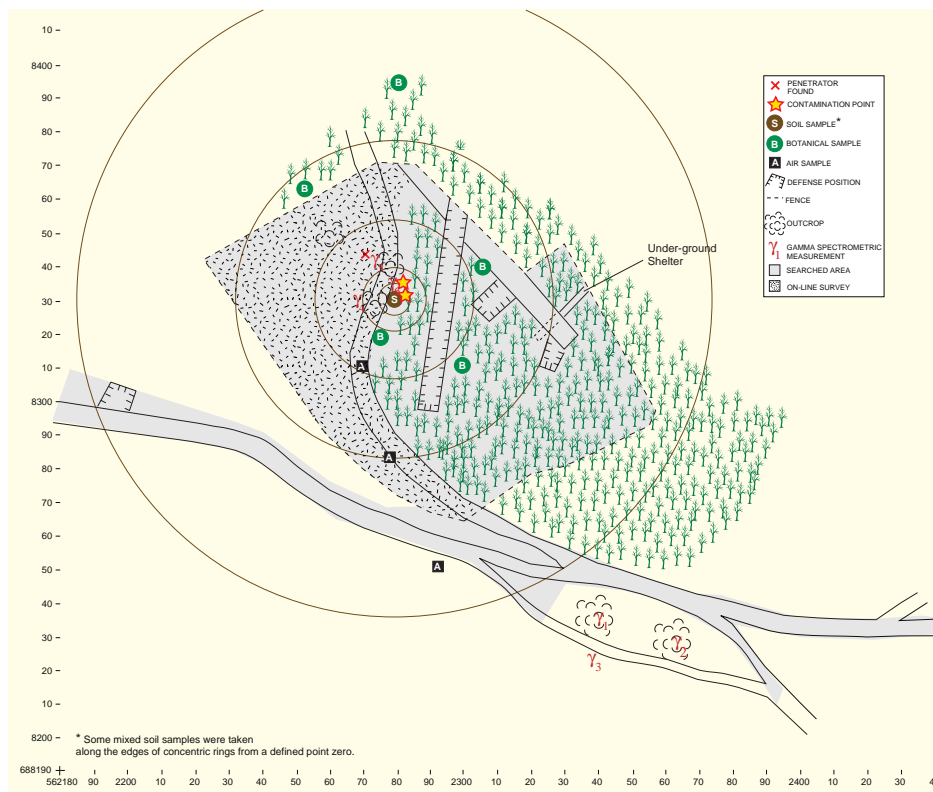 10
8400
90
80
70
60
50
40
30
20
10
8300
90
80
70
60
50
40
30
20
10
8200
688190
562180 90 2200 10 20 30 40 50 60 70 80 90 2300 10 20 30 40 50 60 70 80 90 2400 10 20 30 4
B
B
B
B
B
S
A
A
A
γ1
γ2
γ3
Under-ground
Shelter
PENETRATOR
FOUND
CONTAMINATION POINT
S SOIL SAMPLE*
B BOTANICAL SAMPLE
A AIR SAMPLE
DEFENSE POSITION
FENCE
OUTCROP
γ1 GAMMA SPECTROMETRIC
MEASUREMENT
SEARCHED AREA
ON-LINE SURVEY
* Some mixed soil samples were taken
along the edges of concentric rings from a defined point zero.